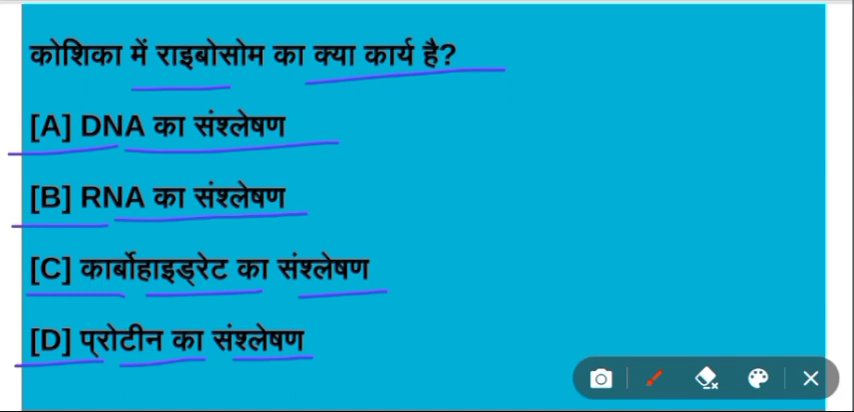 कोशिका में राइबोसोम का क्या कार्य है?
[A] DNA का संश्लेषण
[B] RNA का संश्लेषण
[C] कार्बोहाइड्रेट का संश्लेषण
[D] प्रोटीन का संश्लेषण